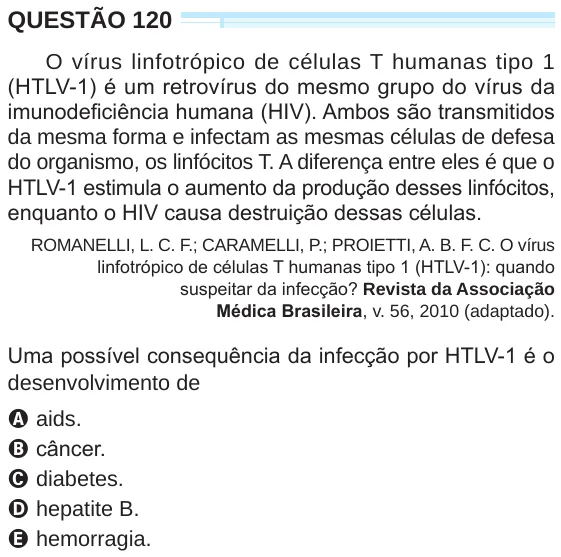 QUESTÃO 120
O vírus linfotrópico de células T humanas tipo 1
(HTLV-1) é um retrovírus do mesmo grupo do vírus da
imunodeficiência humana (HIV). Ambos são transmitidos
da mesma forma e infectam as mesmas células de defesa
do organismo, os linfócitos T. A diferença entre eles é que o
HTLV-1 estimula o aumento da produção desses linfócitos,
enquanto o HIV causa destruição dessas células.
ROMANELLI, L. C. F.; CARAMELLI, P.; PROIETTI, A. B. F. C. O vírus
linfotrópico de células T humanas tipo 1 (HTLV-1): quando
suspeitar da infecção? Revista da Associação
Médica Brasileira, v. 56, 2010 (adaptado).
Uma possível consequência da infecção por HTLV-1 é o
desenvolvimento de
A aids.
B câncer.
C diabetes.
D hepatite B.
E hemorragia.